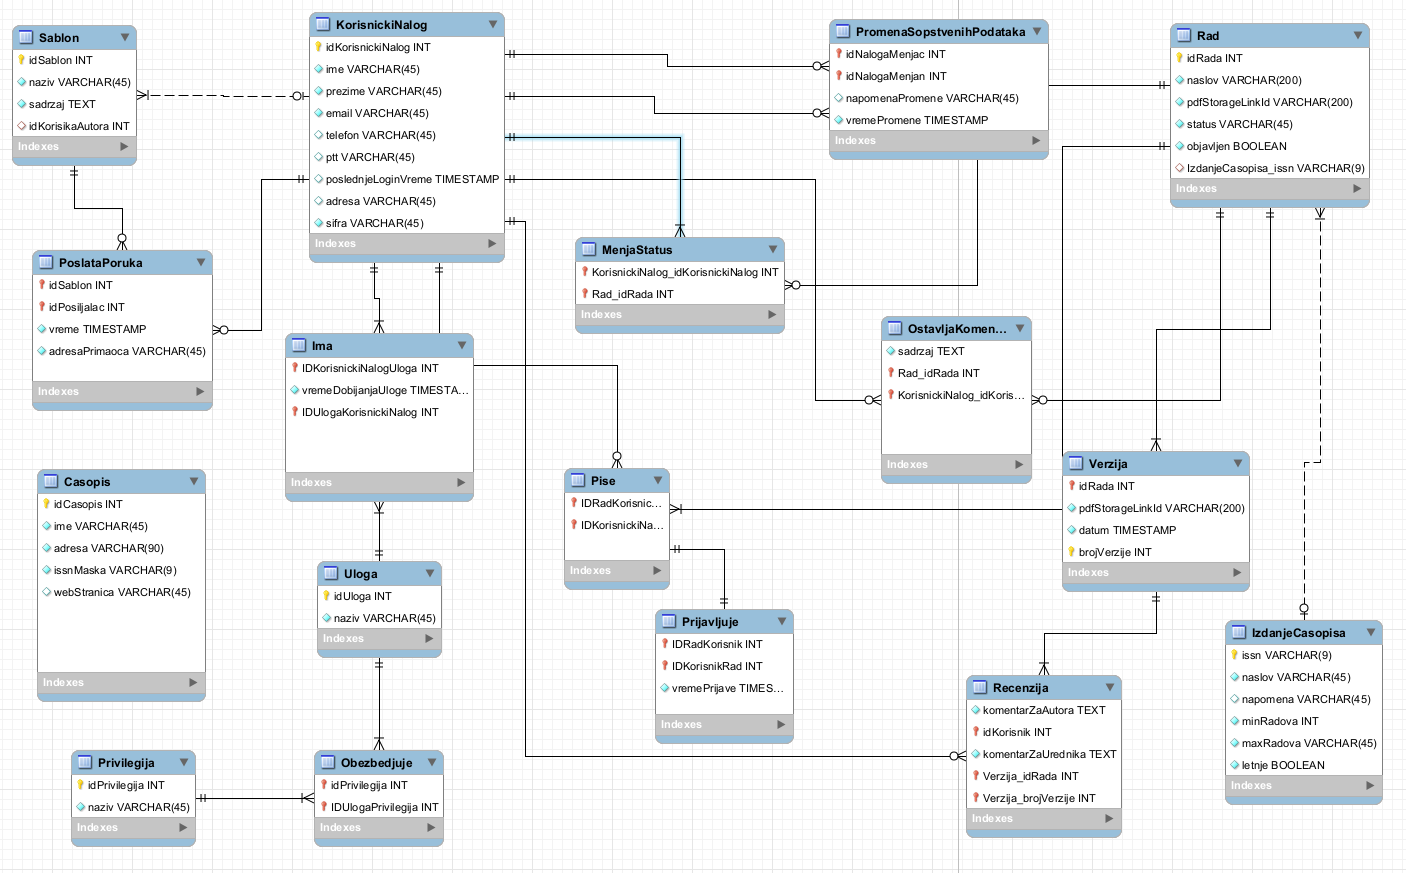 Sablon
idSablon INT
naziv VARCHAR(45)
sadrzaj TEXT
idKorisikaAutora INT
Indexes
KorisnickiNalog
idKorisnickiNalog INT
ime VARCHAR(45)
prezime VARCHAR(45)
email VARCHAR(45)
telefon VARCHAR(45)
ptt VARCHAR(45)
poslednjeLoginVreme TIMESTAMP
adresa VARCHAR(45)
sifra VARCHAR(45)
Indexes
PromenaSopstvenihPodataka
idNalogaMenjac INT
idNalogaMenjan INT
napomenaPromene VARCHAR(45)
vremePromene TIMESTAMP
Indexes
Rad
idRada INT
naslov VARCHAR(200)
pdfStorageLinkId VARCHAR(200)
status VARCHAR(45)
objavljen BOOLEAN
IzdanjeCasopisa_issn VARCHAR(9)
Indexes
PoslataPoruka
idSablon INT
idPosiljalac INT
vreme TIMESTAMP
adresaPrimaoca VARCHAR(45)
Indexes
MenjaStatus
KorisnickiNalog_idKorisnickiNalog INT
Rad_idRada INT
Indexes
Ima
IDKorisnickiNalogUloga INT
vremeDobijanjaUloge TIMESTA...
IDUlogaKorisnickiNalog INT
Indexes
OstavljaKomen...
sadrzaj TEXT
Rad_idRada INT
KorisnickiNalog_idKoris...
Indexes
Casopis
idCasopis INT
ime VARCHAR(45)
adresa VARCHAR(90)
issnMaska VARCHAR(9)
webStranica VARCHAR(45)
Indexes
Pise
IDRadKorisnic...
IDKorisnickiNa...
Indexes
Verzija
idRada INT
pdfStorageLinkId VARCHAR(200)
datum TIMESTAMP
brojVerzije INT
Indexes
Uloga
idUloga INT
naziv VARCHAR(45)
Indexes
Prijavljuje
IDRadKorisnik INT
IDKorisnikRad INT
vremePrijave TIMES...
Indexes
IzdanjeCasopisa
issn VARCHAR(9)
naslov VARCHAR(45)
napomena VARCHAR(45)
minRadova INT
maxRadova VARCHAR(45)
letnje BOOLEAN
Indexes
Recenzija
komentarZaAutora TEXT
idKorisnik INT
komentarZaUrednika TEXT
Verzija_idRada INT
Verzija_brojVerzije INT
Indexes
Privilegija
idPrivilegija INT
naziv VARCHAR(45)
Indexes
Obezbedjuje
idPrivilegija INT
IDUlogaPrivilegija INT
Indexes